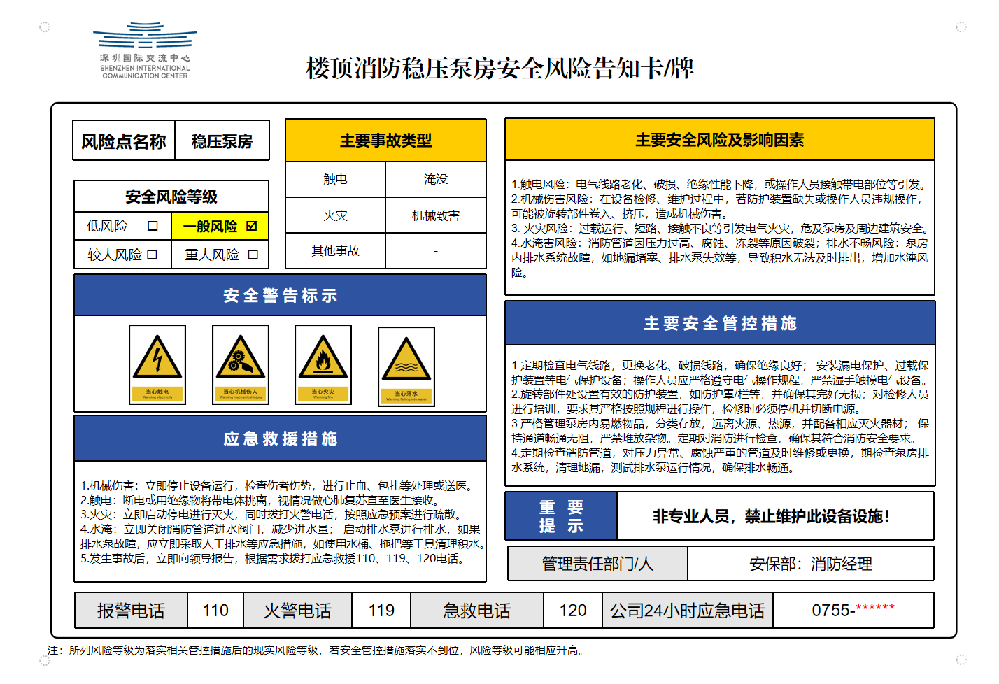 深圳国际交流中心
SHENZHEN INTERNATIONAL
COMMUNICATION CENTER
楼顶消防稳压泵房安全风险告知卡/牌
风险点名称 稳压泵房
安全风险等级
低风险 ☐ 一般风险 ☑
较大风险 ☐ 重大风险 ☐
主要事故类型
触电 淹没
火灾 机械致害
其他事故 -
安全警告标示
当心触电
Warning electricity
当心机械伤人
Warning mechanical injury
当心火灾
Warning fire
当心落水
Warning falling into water
应急救援措施
1.机械伤害：立即停止设备运行，检查伤者伤势，进行止血、包扎等处理或送医。
2.触电：断电或用绝缘物将带电体挑离，视情况做心肺复苏直至医生接收。
3.火灾：立即启动停电进行灭火，同时拨打火警电话，按照应急预案进行疏散。
4.水淹：立即关闭消防管道进水阀门，减少进水量； 启动排水泵进行排水，如果
排水泵故障，应立即采取人工排水等应急措施，如使用水桶、拖把等工具清理积水。
5.发生事故后，立即向领导报告，根据需求拨打应急救援110、119、120电话。
主要安全风险及影响因素
1.触电风险：电气线路老化、破损、绝缘性能下降，或操作人员接触带电部位等引发。
2.机械伤害风险：在设备检修、维护过程中，若防护装置缺失或操作人员违规操作，
可能被旋转部件卷入、挤压，造成机械伤害。
3. 火灾风险：过载运行、短路、接触不良等引发电气火灾，危及泵房及周边建筑安全。
4.水淹害风险：消防管道因压力过高、腐蚀、冻裂等原因破裂；排水不畅风险：泵房
内排水系统故障，如地漏堵塞、排水泵失效等，导致积水无法及时排出，增加水淹风
险。
主要安全管控措施
1.定期检查电气线路，更换老化、破损线路，确保绝缘良好； 安装漏电保护、过载保
护装置等电气保护设备；操作人员应严格遵守电气操作规程，严禁湿手触摸电气设备。
2.旋转部件处设置有效的防护装置，如防护罩/栏等，并确保其完好无损；对检修人员
进行培训，要求其严格按照规程进行操作，检修时必须停机并切断电源。
3.严格管理泵房内易燃物品，分类存放，远离火源、热源，并配备相应灭火器材； 保
持通道畅通无阻，严禁堆放杂物。定期对消防进行检查，确保其符合消防安全要求。
4.定期检查消防管道，对压力异常、腐蚀严重的管道及时维修或更换，期检查泵房排
水系统，清理地漏，测试排水泵运行情况，确保排水畅通。
重 要
提 示
非专业人员，禁止维护此设备设施！
管理责任部门/人 安保部：消防经理
报警电话 110 火警电话 119 急救电话 120 公司24小时应急电话 0755-******
注：所列风险等级为落实相关管控措施后的现实风险等级，若安全管控措施落实不到位，风险等级可能相应升高。